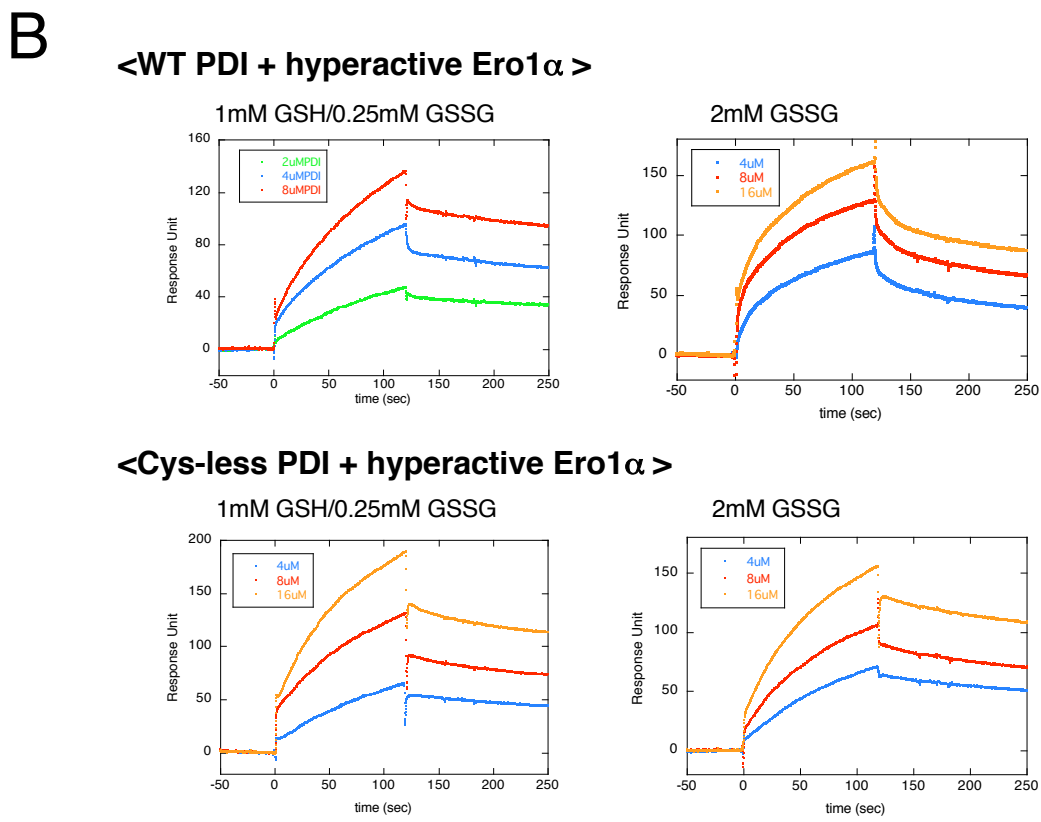 B
<WT PDI + hyperactive Ero1α >
1mM GSH/0.25mM GSSG
160
120
80
40
0
Response Unit
2uMPDI
4uMPDI
8uMPDI
-50 0 50 100 150 200 250
time (sec)
2mM GSSG
150
100
50
0
Response Unit
4uM
8uM
16uM
-50 0 50 100 150 200 250
time (sec)
<Cys-less PDI + hyperactive Ero1α >
1mM GSH/0.25mM GSSG
200
150
100
50
0
Response Unit
4uM
8uM
16uM
-50 0 50 100 150 200 250
time (sec)
2mM GSSG
150
100
50
0
Response Unit
4uM
8uM
16uM
-50 0 50 100 150 200 250
time (sec)